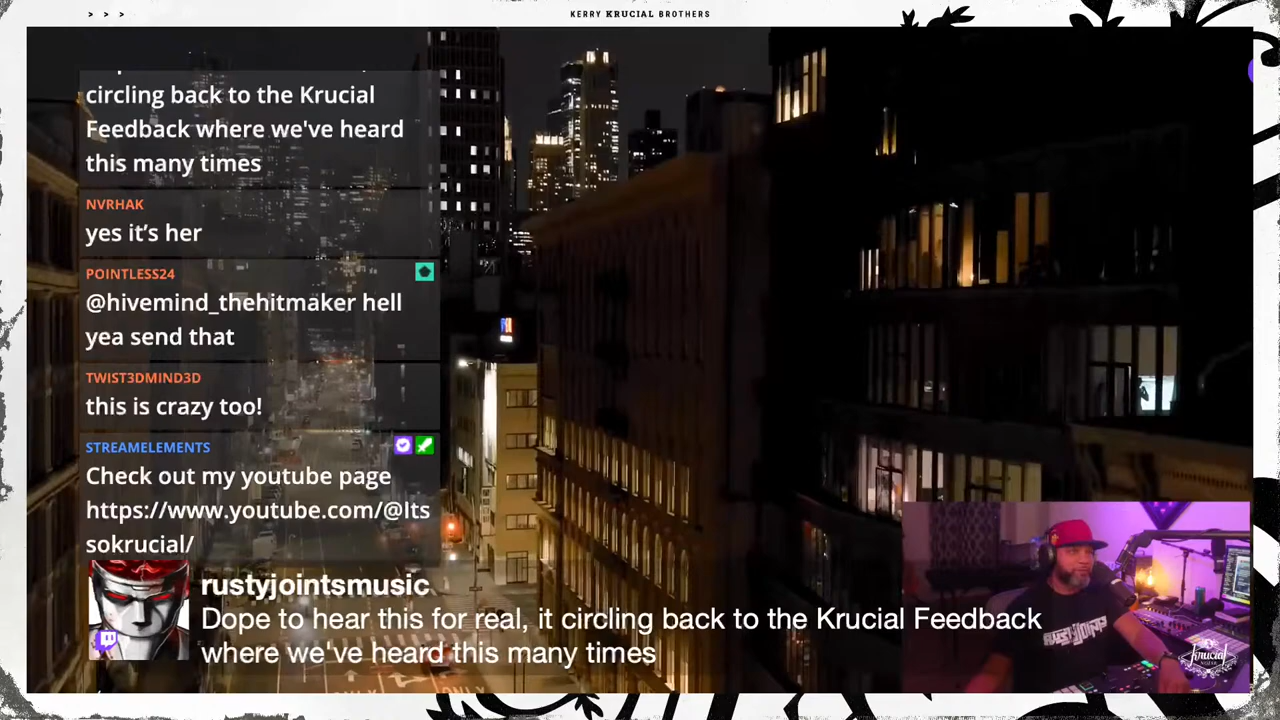 > > >
KERRY KRUCIAL BROTHERS
circling back to the Krucial
Feedback where we've heard
this many times
NVRHAK
yes it’s her
POINTLESS24
@hivemind_thehitmaker hell
yea send that
TWIST3DMIND3D
this is crazy too!
STREAMELEMENTS
Check out my youtube page
https://www.youtube.com/@Its
sokrucial/
rustyjointsmusic
Dope to hear this for real, it circling back to the Krucial Feedback
where we've heard this many times
Krucial
ONLY